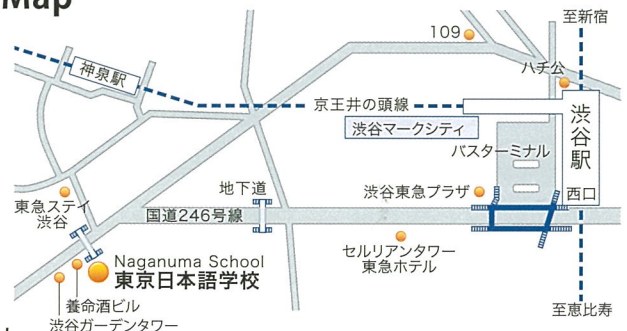 Map
至新宿
109
ハチ公
神泉駅
京王井の頭線
渋谷マークシティ
渋谷駅
バスターミナル
地下道
渋谷東急プラザ
西口
東急ステイ
渋谷
国道246号線
セルリアンタワー
東急ホテル
Naganuma School
東京日本語学校
養命酒ビル
渋谷ガーデンタワー
至恵比寿